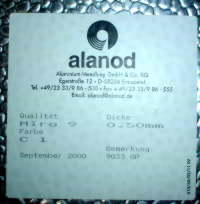 alanod
Aluminium-Veredlung GmbH & Co. KG
Egerstraße 12 • D-58256 Ennepetal
Tel. +49/23 33/9 86 - 500 • Fax +49/23 33/9 86 - 555
Email: alanod@alanod.de
Qualität Dicke
Miro 9 0,50mm
Farbe
C 1
Bemerkung
September 2000 9033 GP